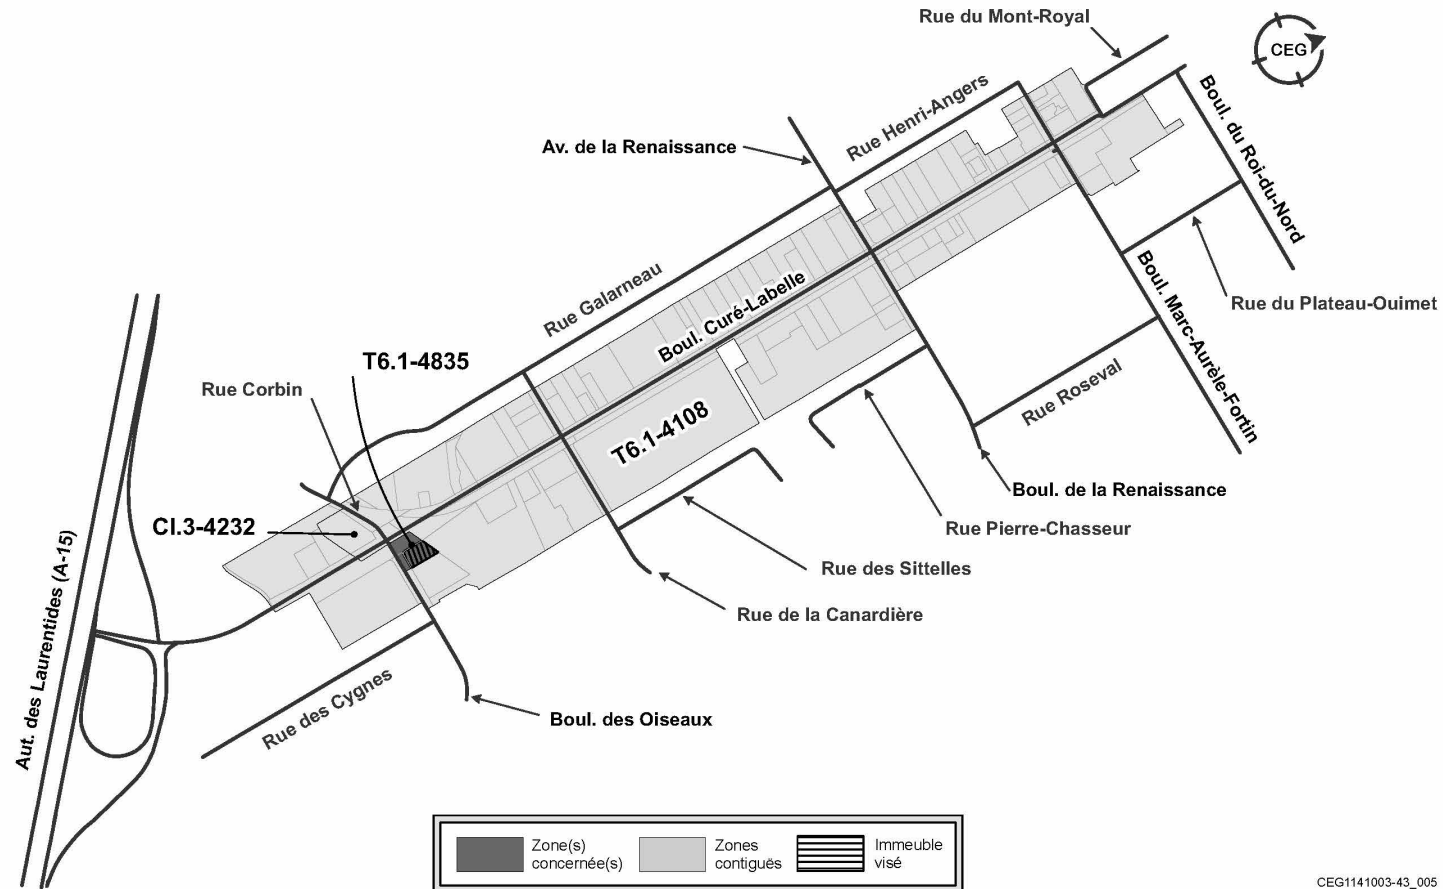 Rue du Mont-Royal
CEG
Rue Henri-Angers
Boul. du Roi-du-Nord
Av. de la Renaissance
Rue Galarneau
Boul. Curé-Labelle
Rue du Plateau-Ouimet
Boul. Marc-Aurèle-Fortin
T6.1-4835
Rue Corbin
T6.1-4108
Rue Roseval
Boul. de la Renaissance
CI.3-4232
Rue Pierre-Chasseur
Rue des Sittelles
Rue de la Canardière
Aut. des Laurentides (A-15)
Rue des Cygnes
Boul. des Oiseaux
Zone(s)
concernée(s)
Zones
contiguës
Immeuble
visé
CEG1141003-43_005